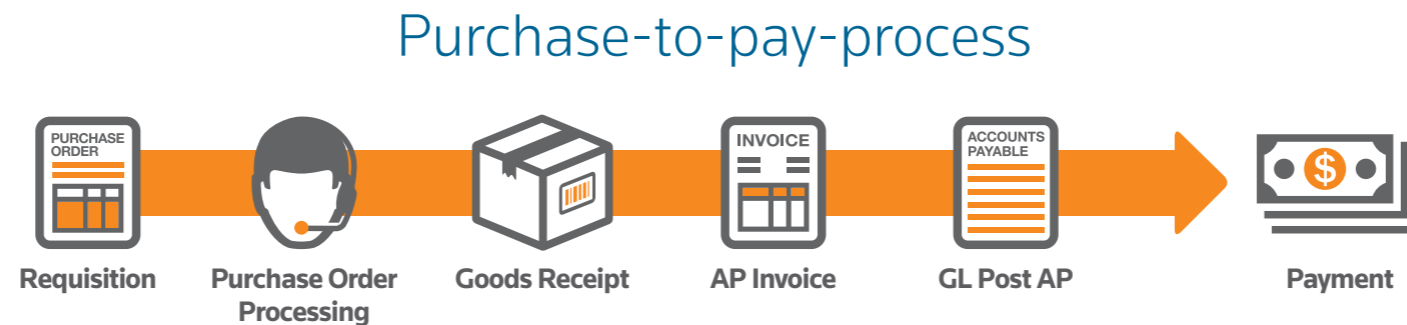 Purchase-to-pay-process
PURCHASE
ORDER
INVOICE
ACCOUNTS
PAYABLE
$
Requisition
Purchase Order
Processing
Goods Receipt
AP Invoice
GL Post AP
Payment